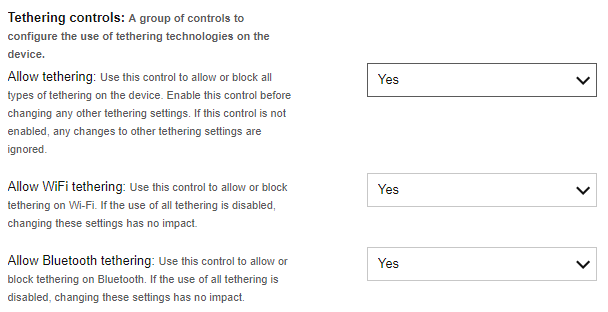 Tethering controls: A group of controls to
configure the use of tethering technologies on the
device.
Allow tethering: Use this control to allow or block all
types of tethering on the device. Enable this control before
changing any other tethering settings. If this control is not
enabled, any changes to other tethering settings are
ignored.
Yes
Allow WiFi tethering: Use this control to allow or block
tethering on Wi-Fi. If the use of all tethering is disabled,
changing these settings has no impact.
Yes
Allow Bluetooth tethering: Use this control to allow or
block tethering on Bluetooth. If the use of all tethering is
disabled, changing these settings has no impact.
Yes